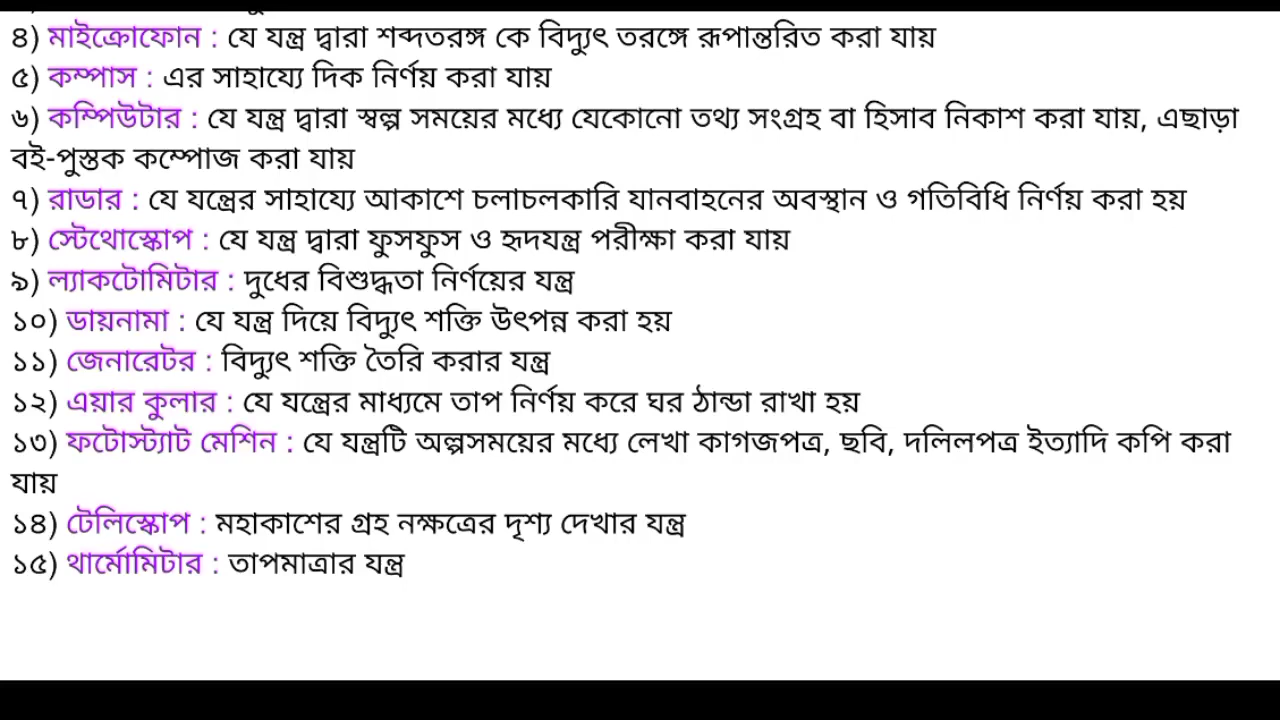 ৪) মাইক্রোফোন : যে যন্ত্র দ্বারা শব্দতরঙ্গ কে বিদ্যুৎ তরঙ্গে রূপান্তরিত করা যায়
৫) কম্পাস : এর সাহায্যে দিক নির্ণয় করা যায়
৬) কম্পিউটার : যে যন্ত্র দ্বারা স্বল্প সময়ের মধ্যে যেকোনো তথ্য সংগ্রহ বা হিসাব নিকাশ করা যায়, এছাড়া
বই-পুস্তক কম্পোজ করা যায়
৭) রাডার : যে যন্ত্রের সাহায্যে আকাশে চলাচলকারি যানবাহনের অবস্থান ও গতিবিধি নির্ণয় করা হয়
৮) স্টেথোস্কোপ : যে যন্ত্র দ্বারা ফুসফুস ও হৃদযন্ত্র পরীক্ষা করা যায়
৯) ল্যাকটোমিটার : দুধের বিশুদ্ধতা নির্ণয়ের যন্ত্র
১০) ডায়নামা : যে যন্ত্র দিয়ে বিদ্যুৎ শক্তি উৎপন্ন করা হয়
১১) জেনারেটর : বিদ্যুৎ শক্তি তৈরি করার যন্ত্র
১২) এয়ার কুলার : যে যন্ত্রের মাধ্যমে তাপ নির্ণয় করে ঘর ঠান্ডা রাখা হয়
১৩) ফটোস্ট্যাট মেশিন : যে যন্ত্রটি অল্পসময়ের মধ্যে লেখা কাগজপত্র, ছবি, দলিলপত্র ইত্যাদি কপি করা
যায়
১৪) টেলিস্কোপ : মহাকাশের গ্রহ নক্ষত্রের দৃশ্য দেখার যন্ত্র
১৫) থার্মোমিটার : তাপমাত্রার যন্ত্র